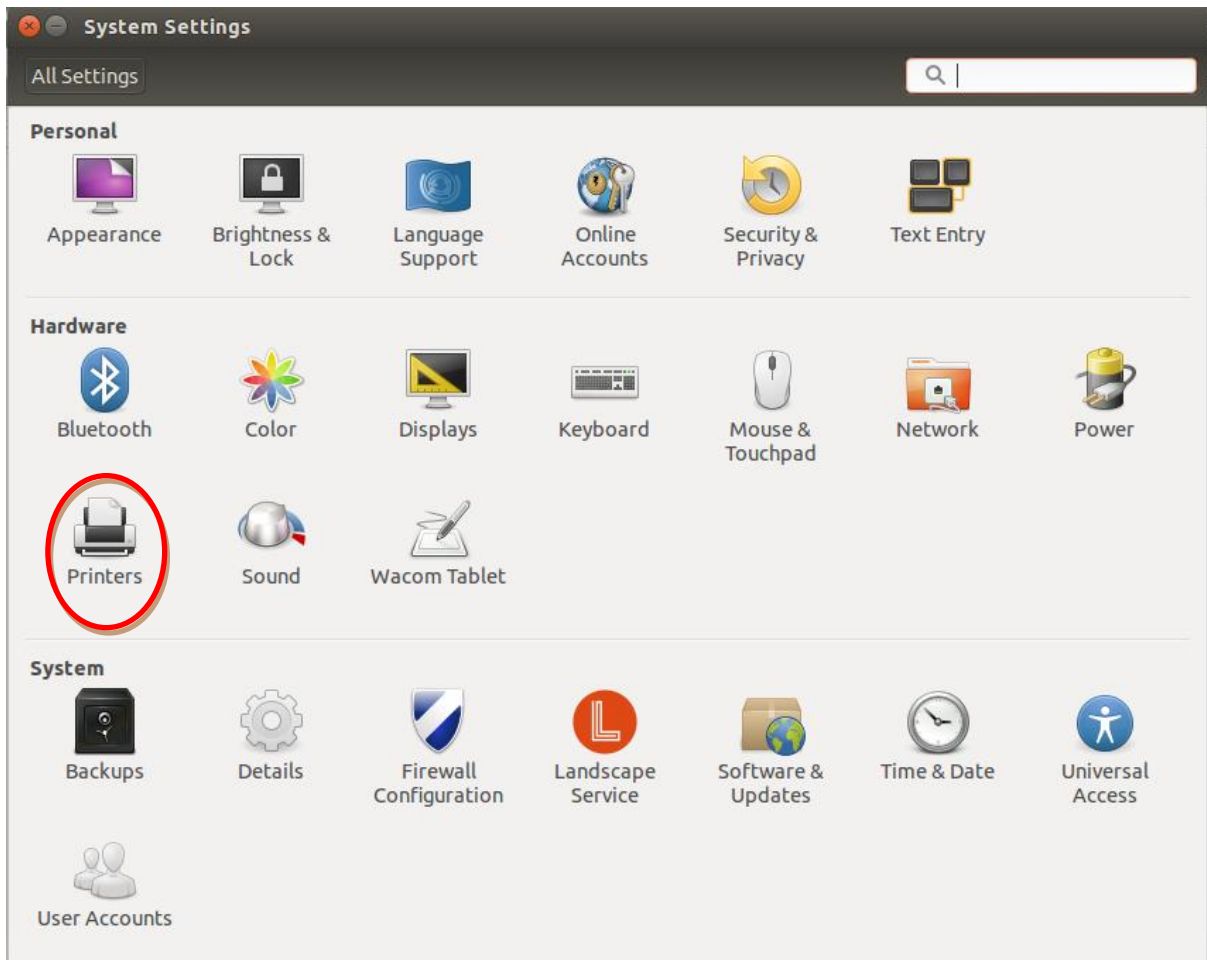 System Settings
All Settings
Personal
Appearance
Brightness &
Lock
Language
Support
Online
Accounts
Security &
Privacy
Text Entry
Hardware
Bluetooth
Color
Displays
Keyboard
Mouse &
Touchpad
Network
Power
Printers
Sound
Wacom Tablet
System
Backups
Details
Firewall
Configuration
Landscape
Service
Software &
Updates
Time & Date
Universal
Access
User Accounts